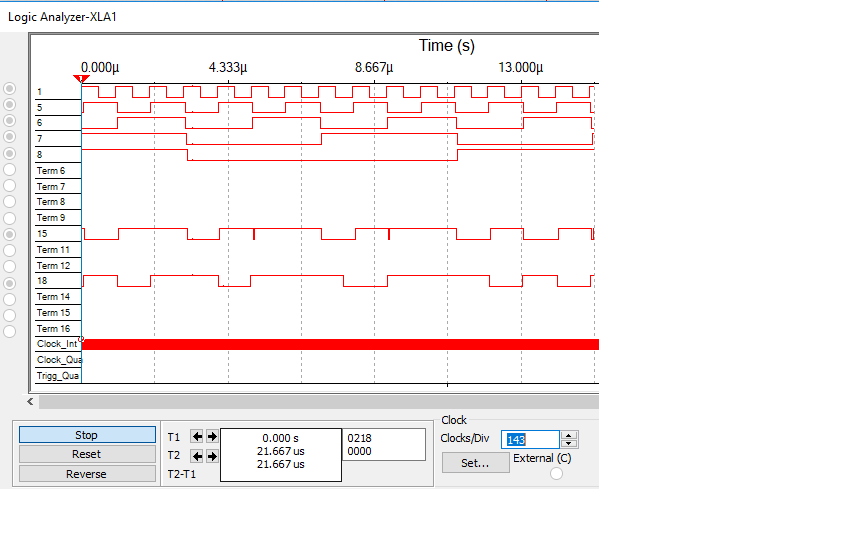 Logic Analyzer-XLA1
Time (s)
0.000µ 4.333µ 8.667µ 13.000µ
1
1
5
6
7
8
Term 6
Term 7
Term 8
Term 9
15
Term 11
Term 12
18
Term 14
Term 15
Term 16
Clock_Int
Clock_Qua
Trigg_Qua
Stop
Reset
Reverse
T1
T2
T2-T1
0.000 s
21.667 us
21.667 us
0218
0000
Clock
Clocks/Div 143
Set...
External (C)